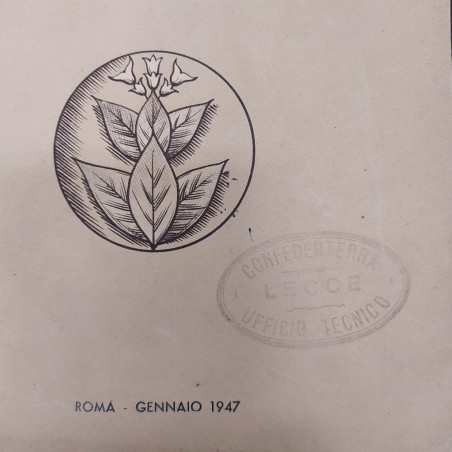 CONFEDERTERRA
LECCE
UFFICIO TECNICO
ROMA - GENNAIO 1947